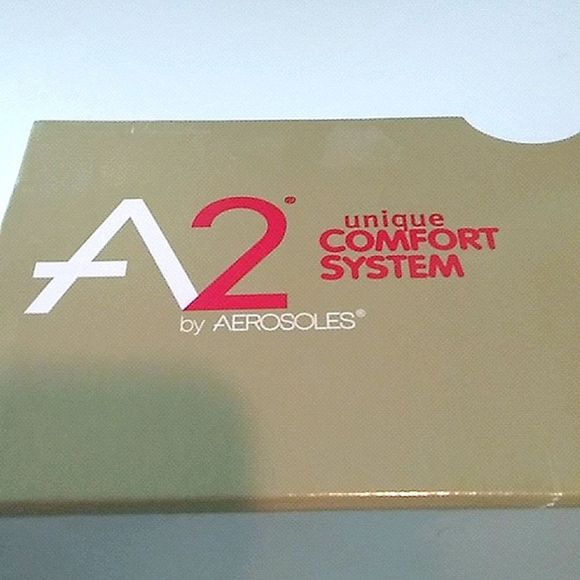 A2®
by AEROSOLES®
unique
COMFORT
SYSTEM